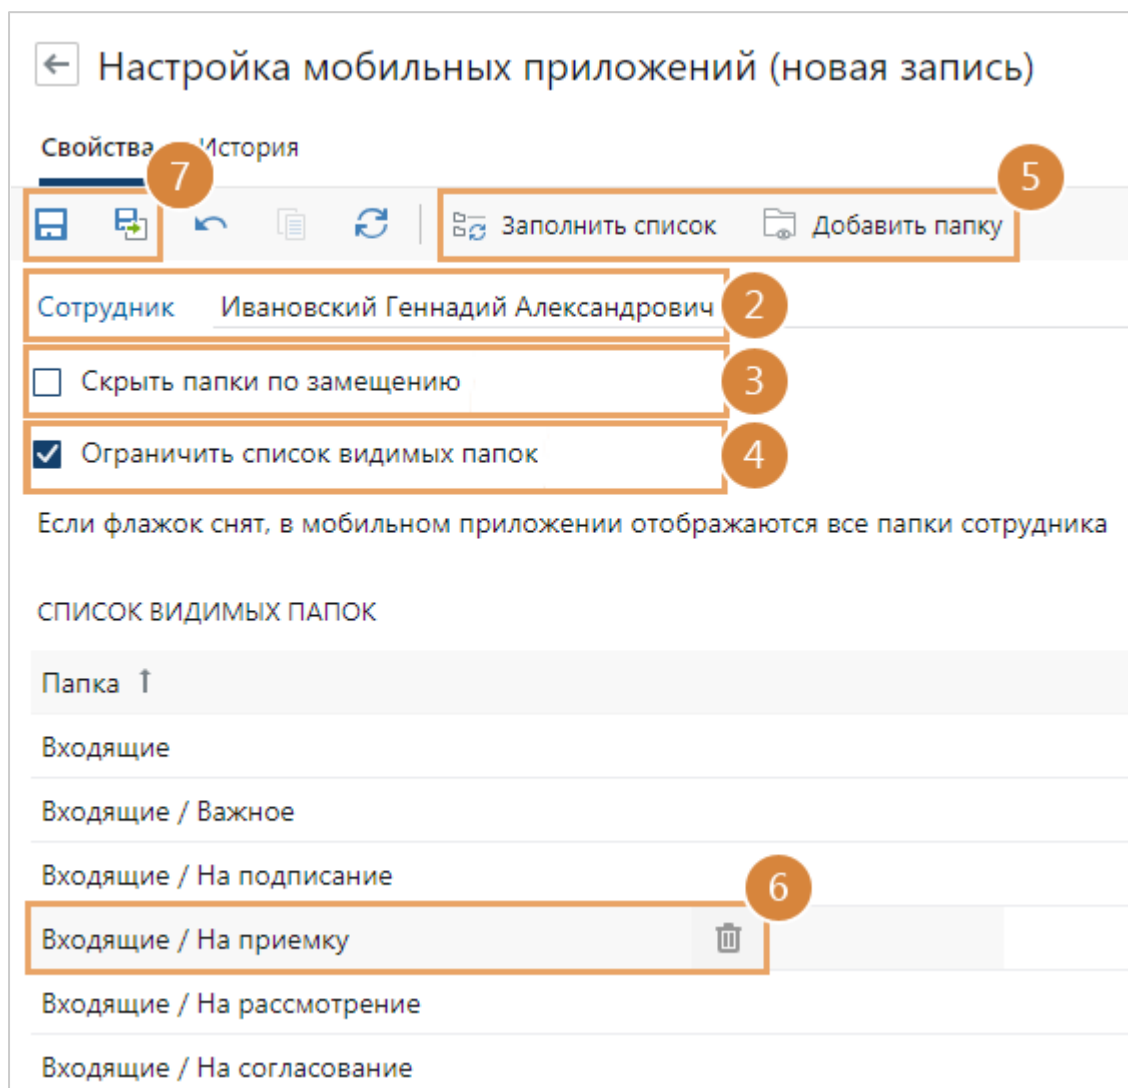 Настройка мобильных приложений (новая запись)
Свойства История
7
5
Заполнить список Добавить папку
Сотрудник Ивановский Геннадий Александрович 2
Скрыть папки по замещению 3
Ограничить список видимых папок 4
Если флажок снят, в мобильном приложении отображаются все папки сотрудника
СПИСОК ВИДИМЫХ ПАПОК
Папка ↑
Входящие
Входящие / Важное
Входящие / На подписание
6
Входящие / На приемку
Входящие / На рассмотрение
Входящие / На согласование